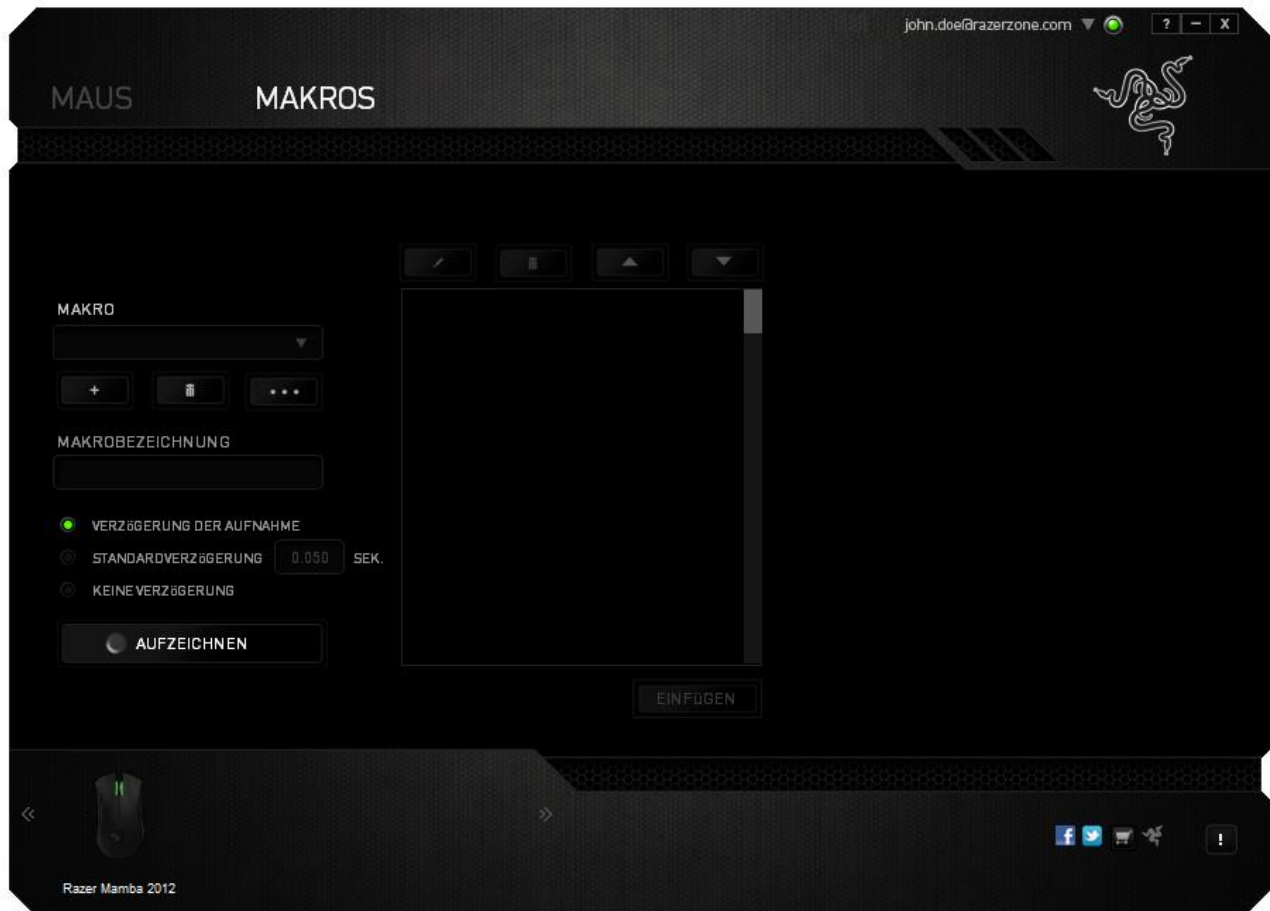 john.doe@razerzone.com
? – X
MAUS MAKROS
MAKRO
+ •••
MAKROBEZEICHNUNG
VERZöGERUNG DER AUFNAHME
STANDARDVERZöGERUNG 0.050 SEK.
KEINE VERZöGERUNG
AUFZEICHNEN
EINFüGEN
f
!
Razer Mamba 2012